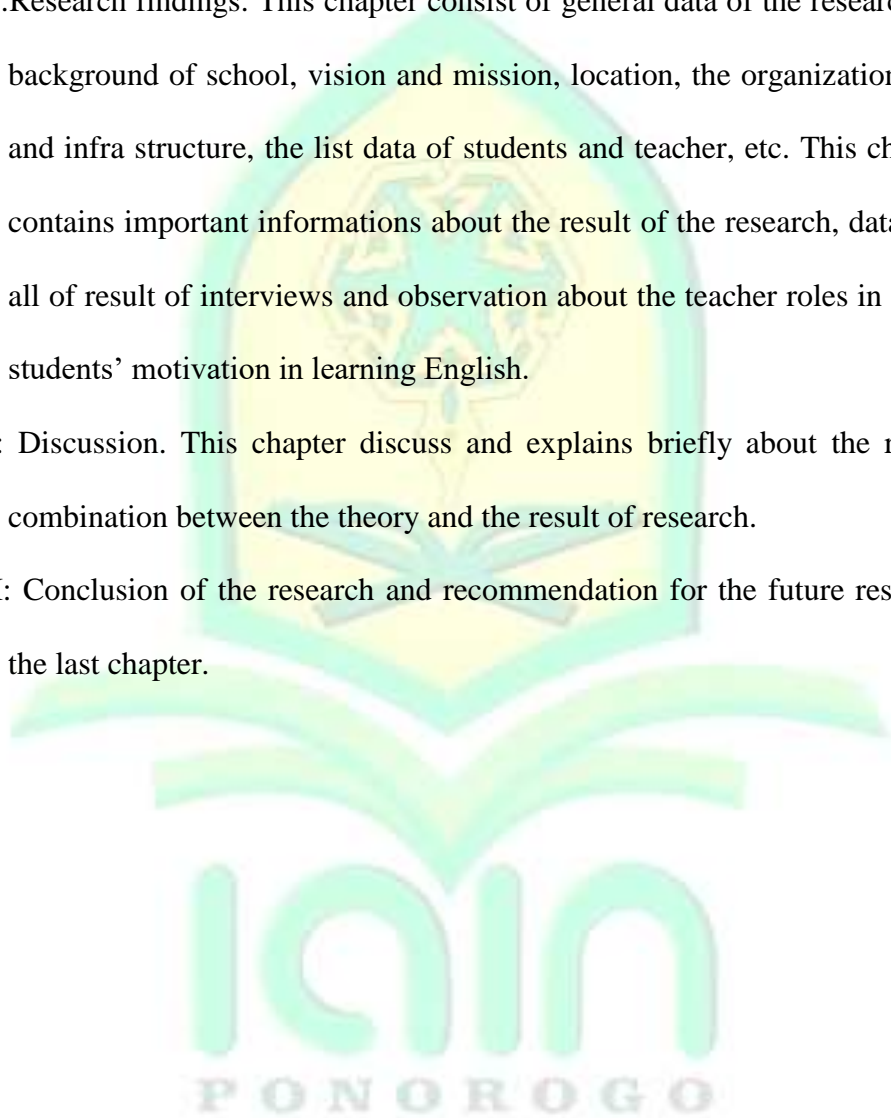 .Research findings. This chapter consist of general data of the research
background of school, vision and mission, location, the organization
and infra structure, the list data of students and teacher, etc. This
contains important informations about the result of the research, data
all of result of interviews and observation about the teacher roles in
students’ motivation in learning English.
: Discussion. This chapter discuss and explains briefly about the
combination between the theory and the result of research.
: Conclusion of the research and recommendation for the future
the last chapter.
iain
PONOROGO